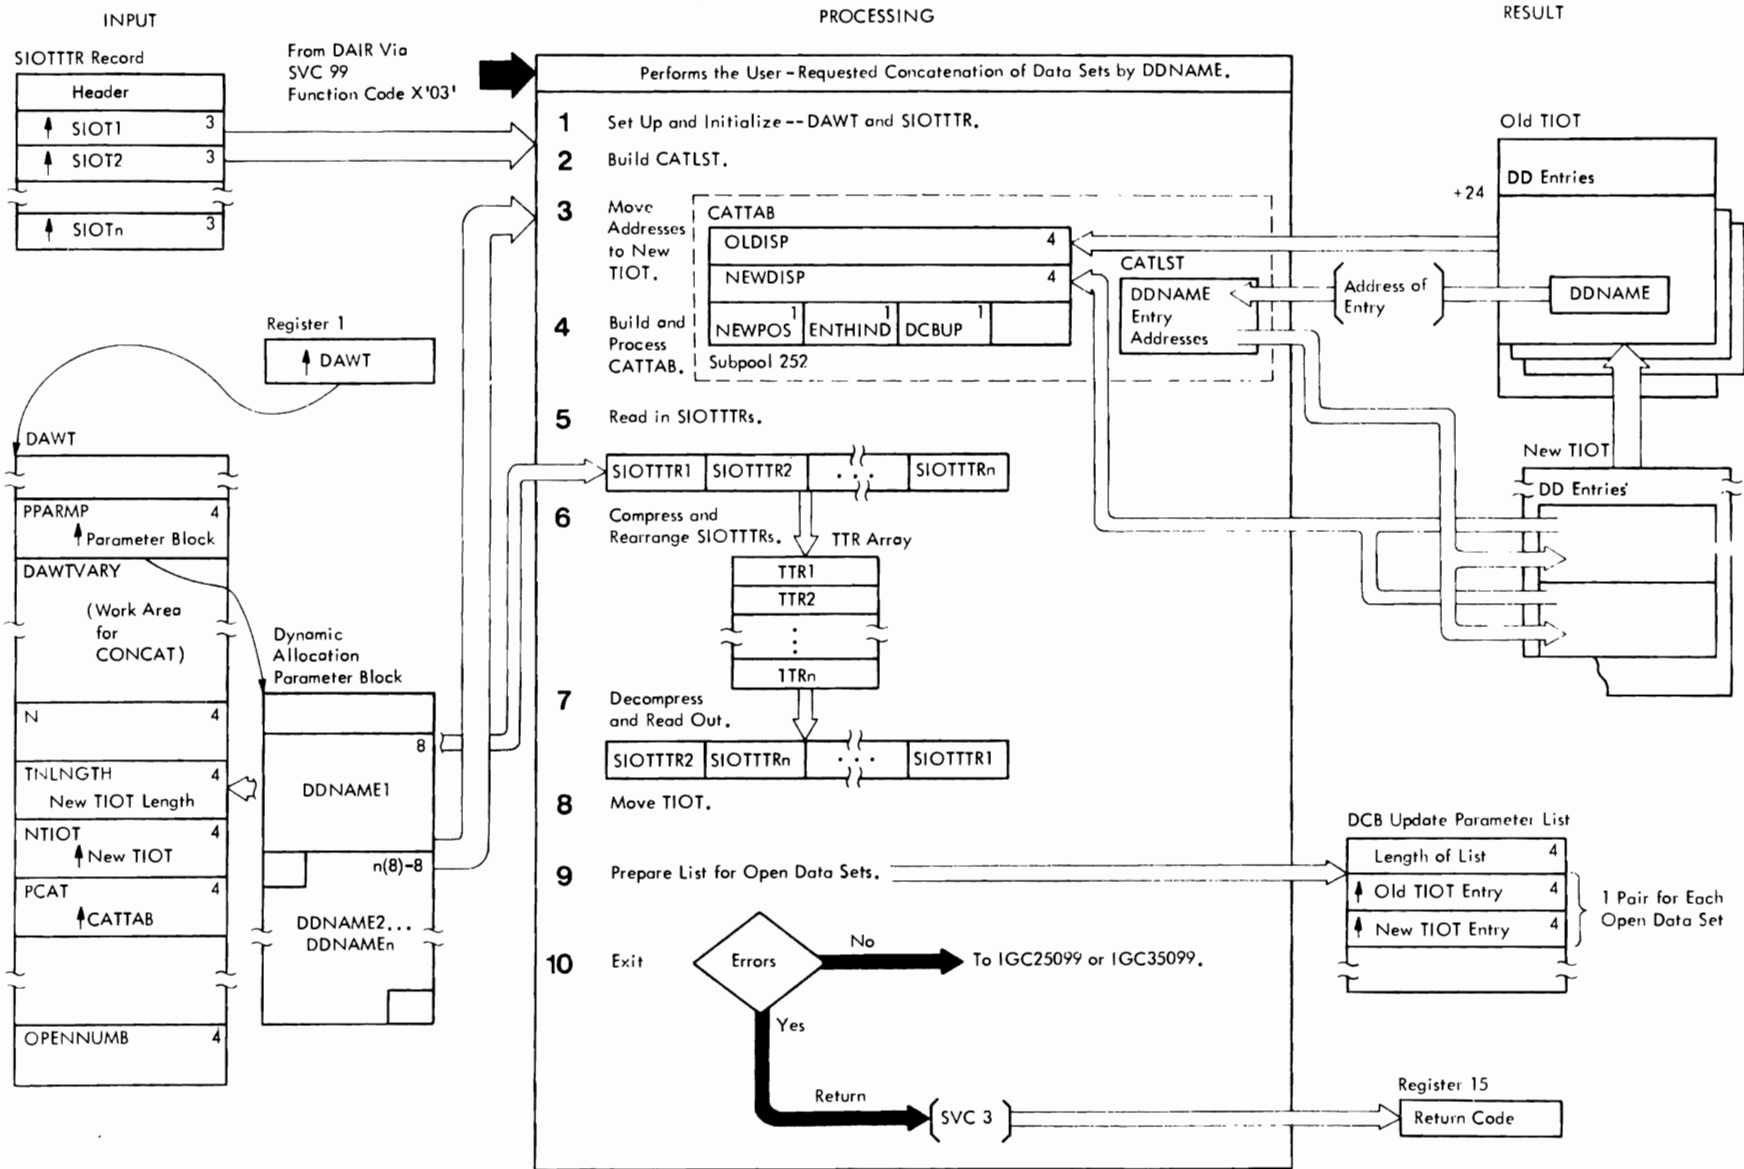 INPUT
PROCESSING
RESULT
SIOTTTR Record
Header
SIOT1 3
SIOT2 3
SIOTn 3
From DAIR Via
SVC 99
Function Code X'03'
Register 1
DAWT
DAWT
PPARMP 4
Parameter Block
DAWTVARY
(Work Area
for
CONCAT)
N 4
TNLNGTH 4
New TIOT Length
NTIOT 4
New TIOT
PCAT 4
CATTAB
OPENNUMB 4
Dynamic
Allocation
Parameter Block
8
DDNAME1
n(8)-8
DDNAME2...
DDNAMEn
Performs the User-Requested Concatenation of Data Sets by DDNAME.
1 Set Up and Initialize--DAWT and SIOTTTR.
2 Build CATLST.
3 Move
Addresses
to New
TIOT.
4 Build and
Process
CATTAB.
CATTAB
OLDISP 4
NEWDISP 4
NEWPOS 1 ENTHIND 1 DCBUP 1
Subpool 252
CATLST
DDNAME
Entry
Addresses
5 Read in SIOTTTRs.
SIOTTTR1 SIOTTTR2 ... SIOTTTRn
6 Compress and
Rearrange SIOTTTRs.
TTR Array
TTR1
TTR2
1TRn
7 Decompress
and Read Out.
SIOTTTR2 SIOTTTRn ... SIOTTTR1
8 Move TIOT.
9 Prepare List for Open Data Sets.
10 Exit
Errors
No
To IGC25099 or IGC35099.
Yes
Return
SVC 3
Old TIOT
+24
DD Entries
DDNAME
Address of
Entry
New TIOT
DD Entries
DCB Update Parameter List
Length of List 4
Old TIOT Entry 4
New TIOT Entry 4
1 Pair for Each
Open Data Set
Register 15
Return Code